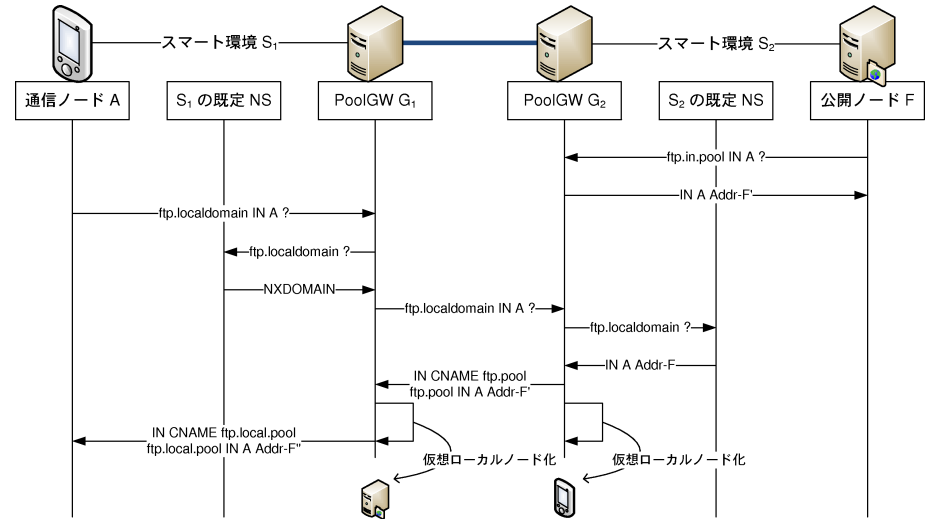 スマート環境 S₁
スマート環境 S₂
通信ノード A
S₁ の既定 NS
PoolGW G₁
PoolGW G₂
S₂ の既定 NS
公開ノード F
ftp.in.pool IN A ?
IN A Addr-F'
ftp.localdomain IN A ?
ftp.localdomain ?
NXDOMAIN
ftp.localdomain IN A ?
ftp.localdomain ?
IN A Addr-F
IN CNAME ftp.pool
ftp.pool IN A Addr-F'
IN CNAME ftp.local.pool
ftp.local.pool IN A Addr-F''
仮想ローカルノード化
仮想ローカルノード化